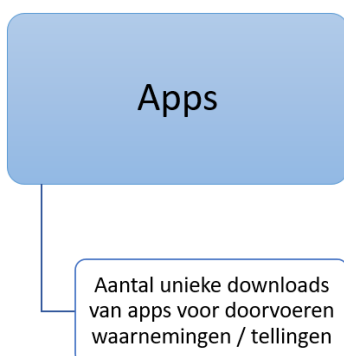 Apps
Aantal unieke downloads
van apps voor doorvoeren
waarnemingen / tellingen